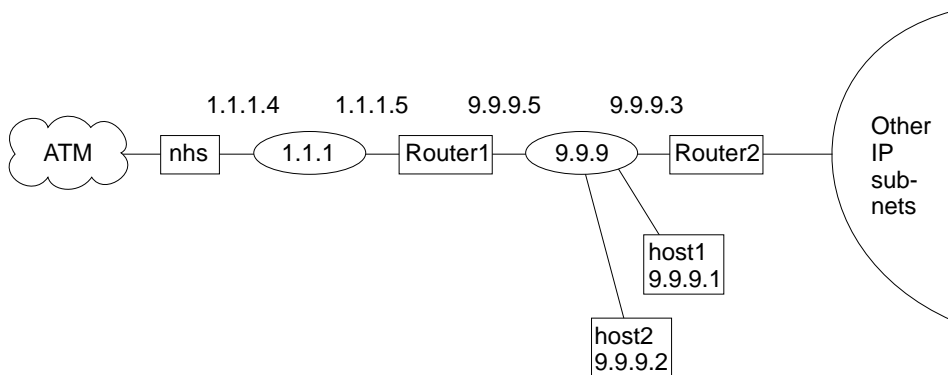 1.1.1.4 1.1.1.5 9.9.9.5 9.9.9.3
ATM nhs 1.1.1 Router1 9.9.9 Router2
Other
IP
sub-
nets
host1
9.9.9.1
host2
9.9.9.2